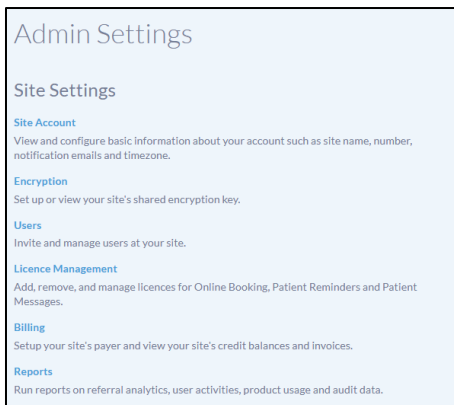 Admin Settings
Site Settings
Site Account
View and configure basic information about your account such as site name, number,
notification emails and timezone.
Encryption
Set up or view your site's shared encryption key.
Users
Invite and manage users at your site.
Licence Management
Add, remove, and manage licences for Online Booking, Patient Reminders and Patient
Messages.
Billing
Setup your site's payer and view your site's credit balances and invoices.
Reports
Run reports on referral analytics, user activities, product usage and audit data.